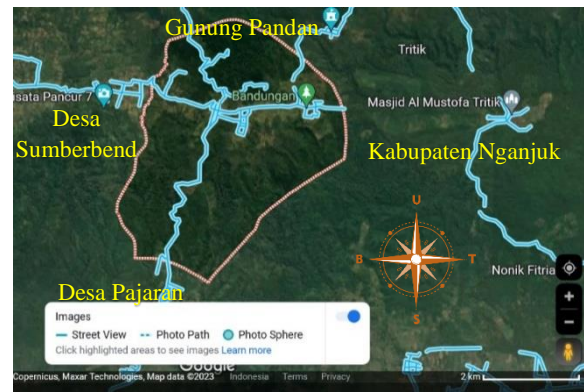 Gunung Pandan
Tritik
usata Pancur 7
Bandungan
Masjid Al Mustofa Tritik
Desa
Sumberbend
Kabupaten Nganjuk
U
B
T
S
Nonik Fitria
Desa Pajaran
Images
Street View
Photo Path
Photo Sphere
Click highlighted areas to see images Learn more
Google
Copernicus, Maxar Technologies, Map data ©2023
Indonesia
Terms
Privacy
2 km